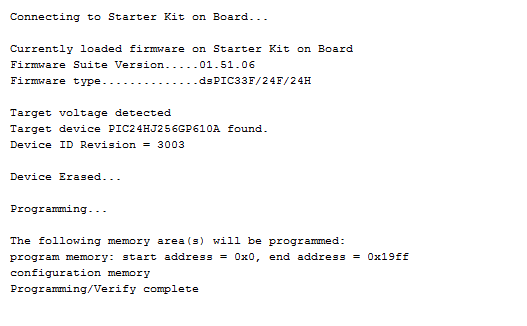 Connecting to Starter Kit on Board...
Currently loaded firmware on Starter Kit on Board
Firmware Suite Version.....01.51.06
Firmware type..............dsPIC33F/24F/24H
Target voltage detected
Target device PIC24HJ256GP610A found.
Device ID Revision = 3003
Device Erased...
Programming...
The following memory area(s) will be programmed:
program memory: start address = 0x0, end address = 0x19ff
configuration memory
Programming/Verify complete